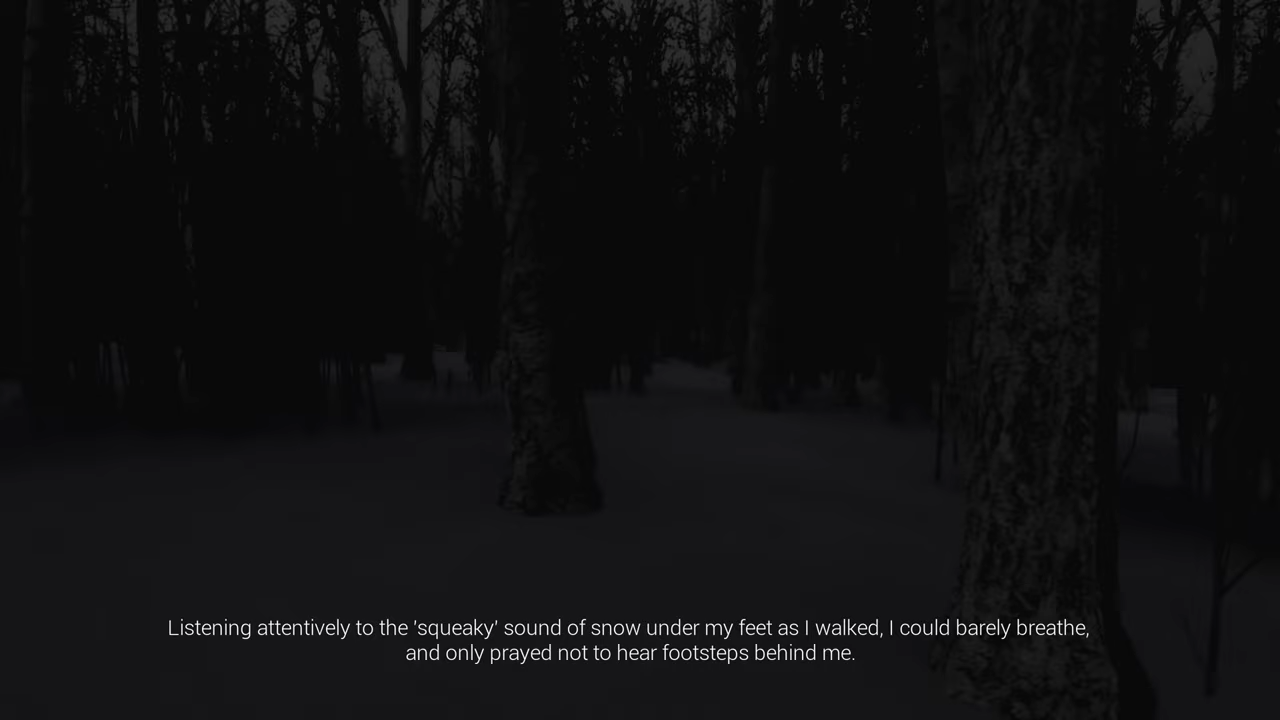 Listening attentively to the 'squeaky' sound of snow under my feet as I walked, I could barely breathe,
and only prayed not to hear footsteps behind me.